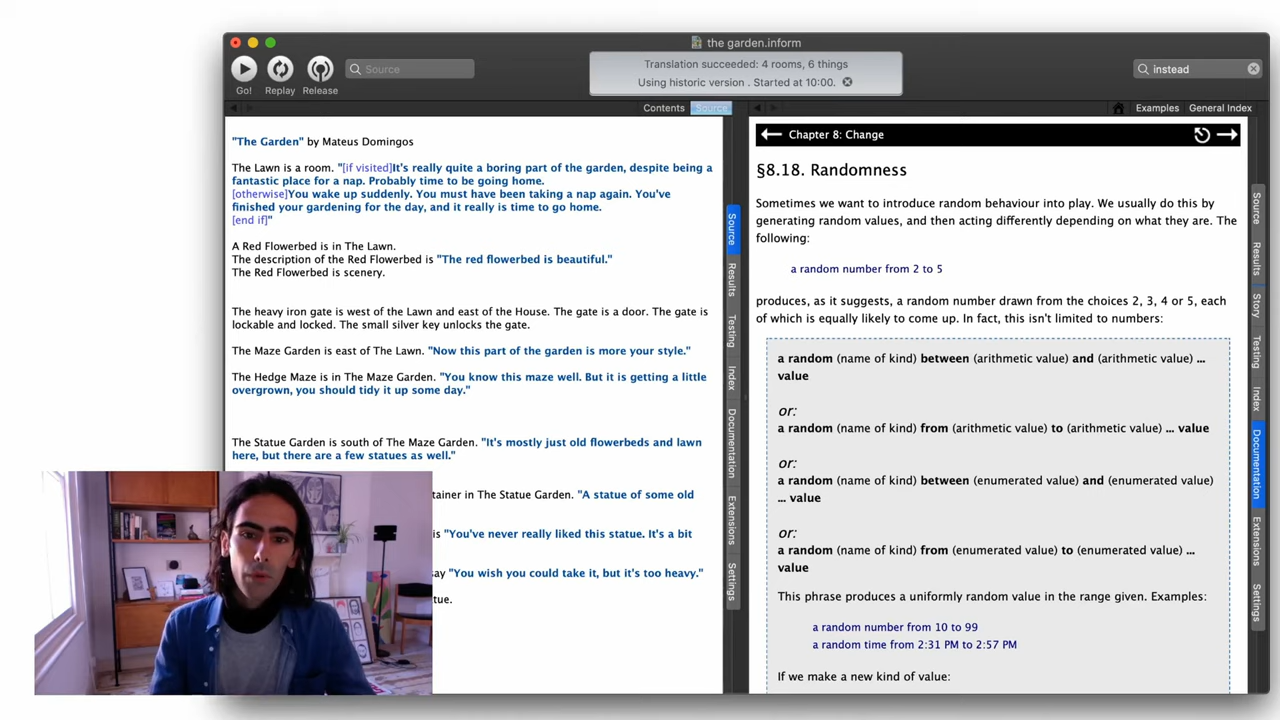 the garden.inform
Translation succeeded: 4 rooms, 6 things
Using historic version . Started at 10:00.
Source
instead
Go!
Replay
Release
Contents
Source
Examples
General Index
"The Garden" by Mateus Domingos
The Lawn is a room. "[if visited]It's really quite a boring part of the garden, despite being a
fantastic place for a nap. Probably time to be going home.
[otherwise]You wake up suddenly. You must have been taking a nap again. You've
finished your gardening for the day, and it really is time to go home.
[end if]"
A Red Flowerbed is in The Lawn.
The description of the Red Flowerbed is "The red flowerbed is beautiful."
The Red Flowerbed is scenery.
The heavy iron gate is west of the Lawn and east of the House. The gate is a door. The gate is
lockable and locked. The small silver key unlocks the gate.
The Maze Garden is east of The Lawn. "Now this part of the garden is more your style."
The Hedge Maze is in The Maze Garden. "You know this maze well. But it is getting a little
overgrown, you should tidy it up some day."
The Statue Garden is south of The Maze Garden. "It's mostly just old flowerbeds and lawn
here, but there are a few statues as well."
tainer in The Statue Garden. "A statue of some old
is "You've never really liked this statue. It's a bit
ay "You wish you could take it, but it's too heavy."
tue.
Source
Results
Testing
Index
Documentation
Extensions
Settings
Chapter 8: Change
§8.18. Randomness
Sometimes we want to introduce random behaviour into play. We usually do this by
generating random values, and then acting differently depending on what they are. The
following:
a random number from 2 to 5
produces, as it suggests, a random number drawn from the choices 2, 3, 4 or 5, each
of which is equally likely to come up. In fact, this isn't limited to numbers:
a random (name of kind) between (arithmetic value) and (arithmetic value) ...
value
or:
a random (name of kind) from (arithmetic value) to (arithmetic value) ... value
or:
a random (name of kind) between (enumerated value) and (enumerated value)
... value
or:
a random (name of kind) from (enumerated value) to (enumerated value) ...
value
This phrase produces a uniformly random value in the range given. Examples:
a random number from 10 to 99
a random time from 2:31 PM to 2:57 PM
If we make a new kind of value:
Source
Results
Story
Testing
Index
Documentation
Extensions
Settings